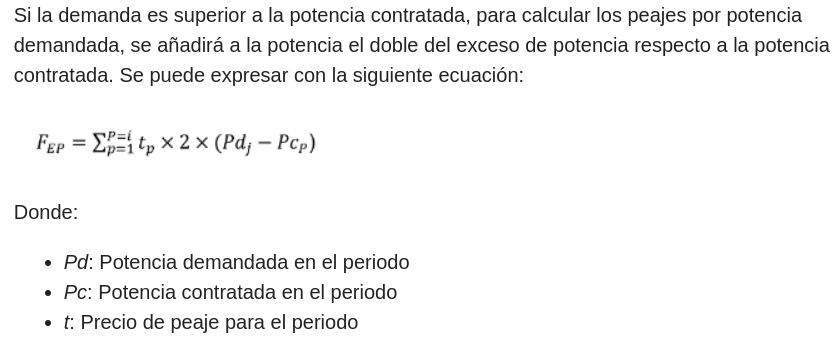 Si la demanda es superior a la potencia contratada, para calcular los peajes por potencia
demandada, se añadirá a la potencia el doble del exceso de potencia respecto a la potencia
contratada. Se puede expresar con la siguiente ecuación:
F_{EP} = ∑_{p=1}^{P=i} t_p × 2 × (Pd_j − Pc_P)
Donde:
• Pd: Potencia demandada en el periodo
• Pc: Potencia contratada en el periodo
• t: Precio de peaje para el periodo